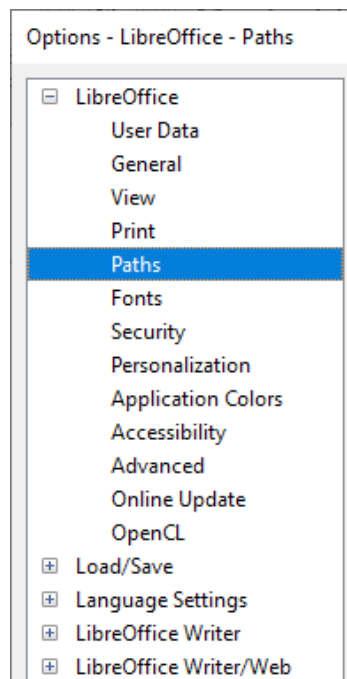 Options - LibreOffice - Paths
LibreOffice
User Data
General
View
Print
Paths
Fonts
Security
Personalization
Application Colors
Accessibility
Advanced
Online Update
OpenCL
Load/Save
Language Settings
LibreOffice Writer
LibreOffice Writer/Web